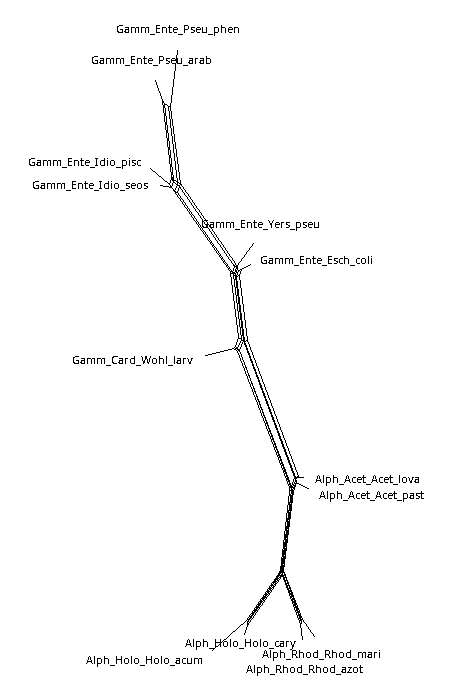 Gamm_Ente_Pseu_phen
Gamm_Ente_Pseu_arab
Gamm_Ente_Idio_pisc
Gamm_Ente_Idio_seos
Gamm_Ente_Yers_pseu
Gamm_Ente_Esch_coli
Gamm_Card_Wohl_larv
Alph_Acet_Acet_lova
Alph_Acet_Acet_past
Alph_Holo_Holo_cary
Alph_Rhod_Rhod_mari
Alph_Holo_Holo_acum
Alph_Rhod_Rhod_azot